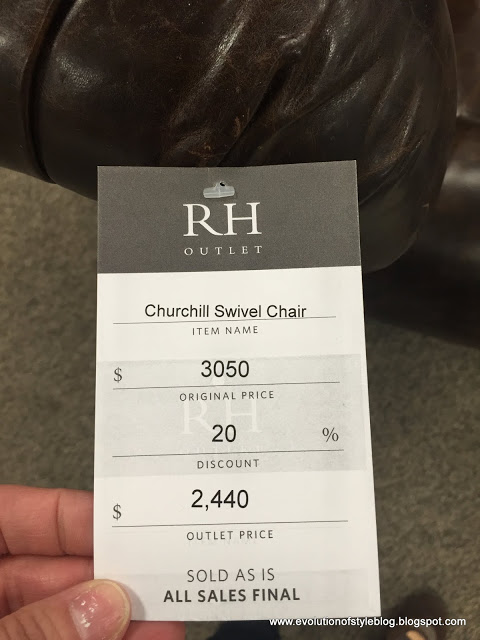 RH
OUTLET
Churchill Swivel Chair
ITEM NAME
$ 3050
ORIGINAL PRICE
RH
20 %
DISCOUNT
$ 2,440
OUTLET PRICE
SOLD AS IS
ALL SALES FINAL
www.evolutionofstyleblog.blogspot.com